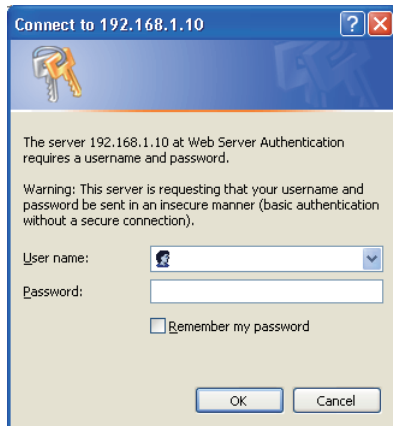 Connect to 192.168.1.10
The server 192.168.1.10 at Web Server Authentication
requires a username and password.
Warning: This server is requesting that your username and
password be sent in an insecure manner (basic authentication
without a secure connection).
User name:
Password:
Remember my password
OK Cancel